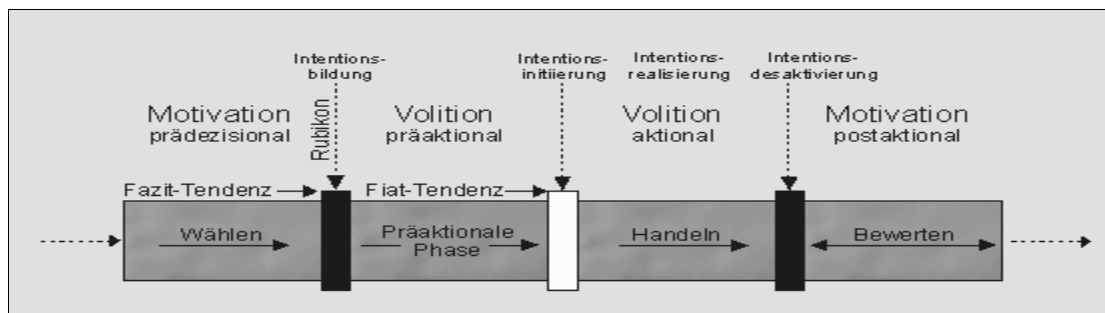 Intentions-
bildung
Intentions-
initiierung
Intentions-
realisierung
Intentions-
desaktivierung
Motivation
prädezisional
Rubikon
Volition
präaktional
Volition
aktional
Motivation
postaktional
Fazit-Tendenz
Fiat-Tendenz
Wählen
Präaktionale
Phase
Handeln
Bewerten